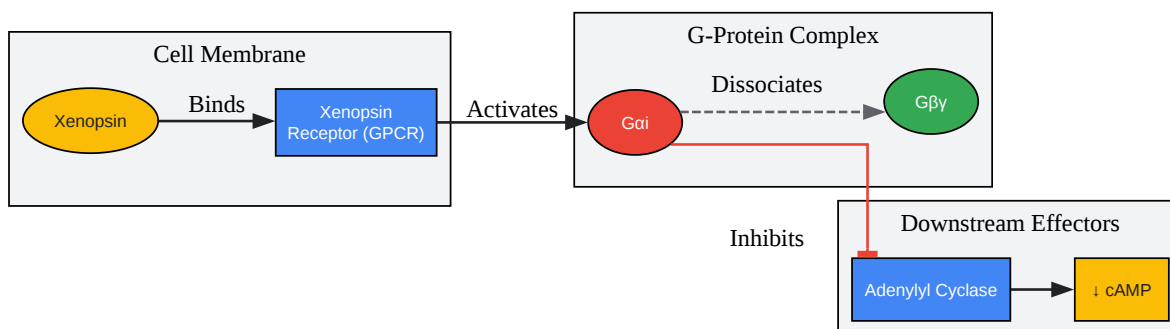 Cell Membrane
Xenopsin
Binds
Xenopsin
Receptor (GPCR)
Activates
G-Protein Complex
Gαi
Dissociates
Gβγ
Inhibits
Downstream Effectors
Adenylyl Cyclase
↓ cAMP